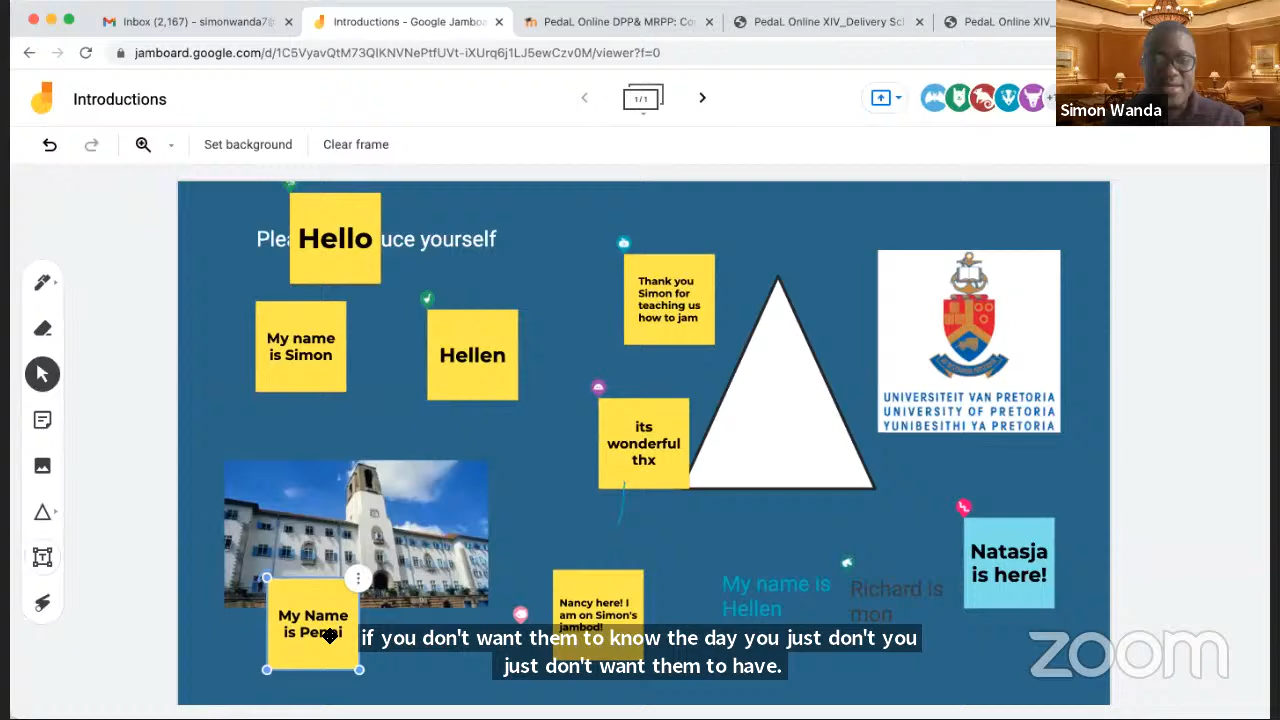 Inbox (2,167) - simonwanda7@
Introductions - Google Jamboa
PedaL Online DPP& MRPP: Co
PedaL Online XIV_Delivery Sc
PedaL Online XIV_
jamboard.google.com/d/1C5VyavQtM73QIKNVNePtfUVt-iXUrq6j1LJ5ewCzv0M/viewer?f=0
Simon Wanda
Introductions
1/1
Set background
Clear frame
Hello
Plea
uce yourself
My name
is Simon
Hellen
Thank you
Simon for
teaching us
how to jam
its
wonderful
thx
UNIVERSITEIT VAN PRETORIA
UNIVERSITY OF PRETORIA
YUNIBESITHI YA PRETORIA
Natasja
is here!
My Name
is
Nancy here! I
am on Simon's
My name is
Hellen
Richard is
mon
if you don't want them to know the day you just don't you
just don't want them to have.
zoom